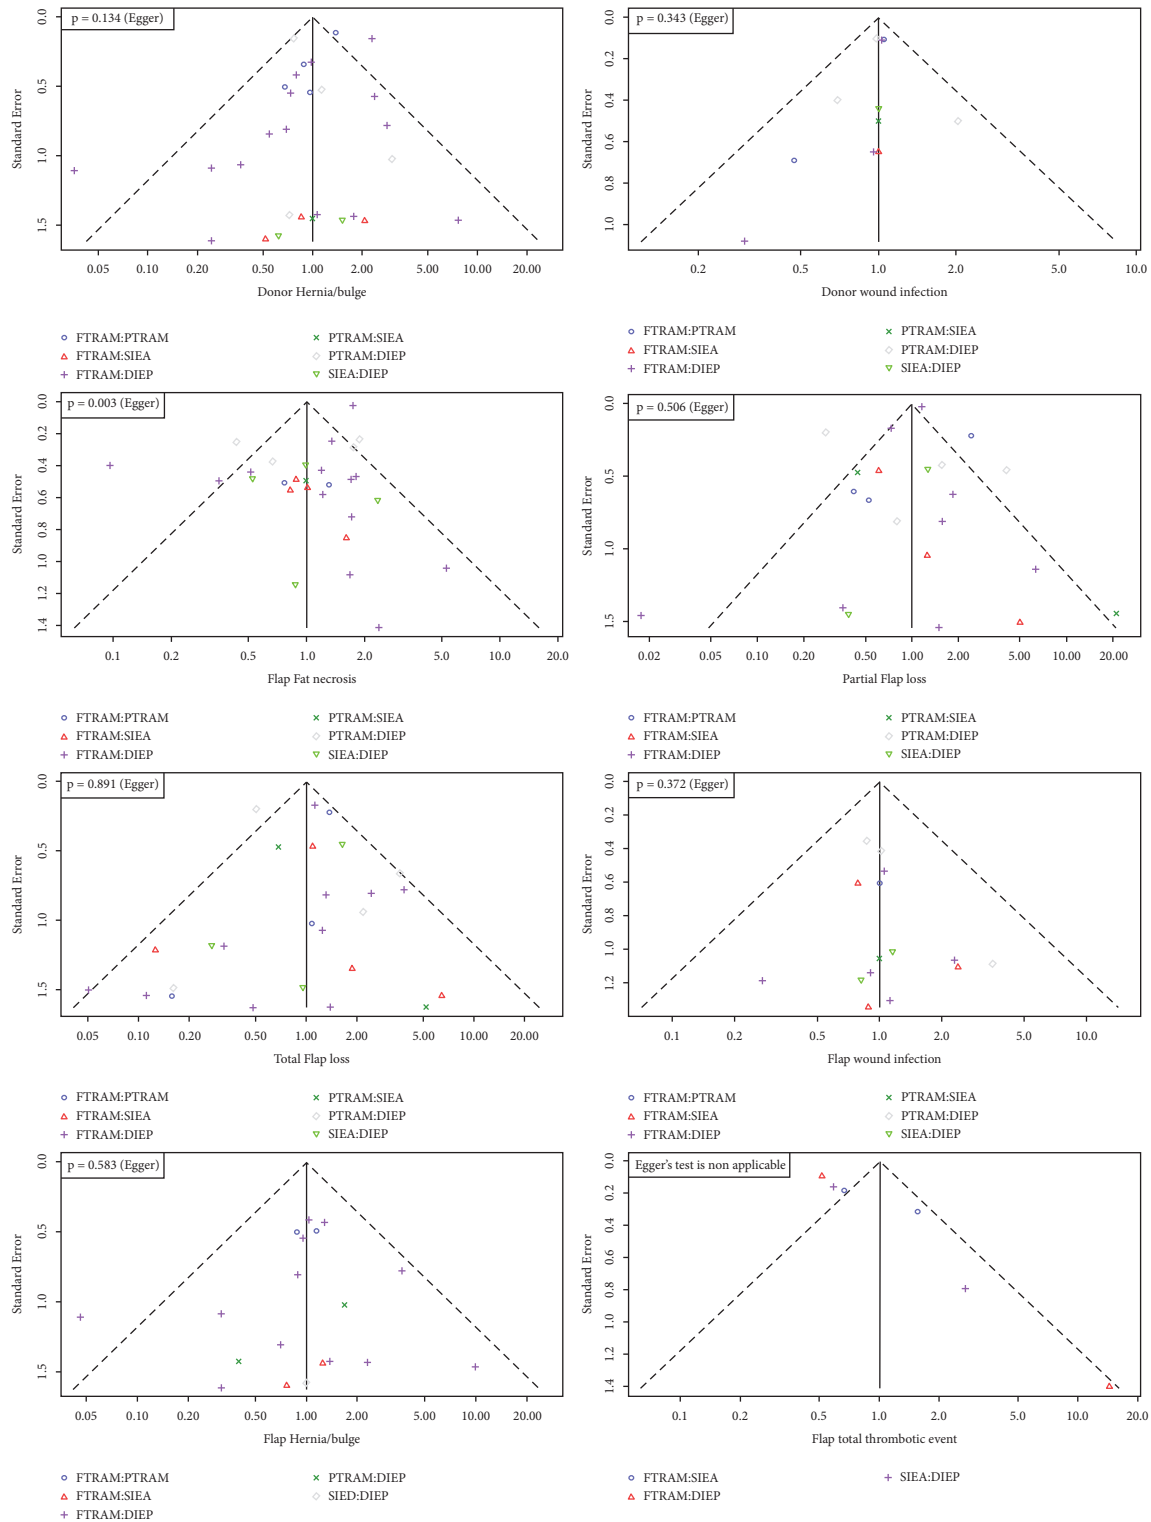 p = 0.134 (Egger)
Standard Error
0.0
0.5
1.0
1.5
0.05 0.10 0.20 0.50 1.00 2.00 5.00 10.00 20.00
Donor Hernia/bulge
FTRAM:PTRAM PTRAM:SIEA
FTRAM:SIEA PTRAM:DIEP
FTRAM:DIEP SIEA:DIEP
p = 0.343 (Egger)
Standard Error
0.0
0.2
0.4
0.6
0.8
1.0
0.2 0.5 1.0 2.0 5.0 10.0
Donor wound infection
FTRAM:PTRAM PTRAM:SIEA
FTRAM:SIEA PTRAM:DIEP
FTRAM:DIEP SIEA:DIEP
p = 0.003 (Egger)
Standard Error
0.0
0.2
0.4
0.6
0.8
1.0
1.2
1.4
0.1 0.2 0.5 1.0 2.0 5.0 10.0
Flap Fat necrosis
FTRAM:PTRAM PTRAM:SIEA
FTRAM:SIEA PTRAM:DIEP
FTRAM:DIEP SIEA:DIEP
p = 0.506 (Egger)
Standard Error
0.0
0.5
1.0
1.5
0.02 0.05 0.10 0.20 0.50 1.00 2.00 5.00 10.00 20.00
Partial Flap loss
FTRAM:PTRAM PTRAM:SIEA
FTRAM:SIEA PTRAM:DIEP
FTRAM:DIEP SIEA:DIEP
p = 0.891 (Egger)
Standard Error
0.0
0.5
1.0
1.5
0.05 0.10 0.20 0.50 1.00 2.00 5.00 10.00 20.00
Total Flap loss
FTRAM:PTRAM PTRAM:SIEA
FTRAM:SIEA PTRAM:DIEP
FTRAM:DIEP SIEA:DIEP
p = 0.372 (Egger)
Standard Error
0.0
0.2
0.4
0.6
0.8
1.0
1.2
0.1 0.2 0.5 1.0 2.0 5.0 10.0
Flap wound infection
FTRAM:PTRAM PTRAM:SIEA
FTRAM:SIEA PTRAM:DIEP
FTRAM:DIEP SIEA:DIEP
p = 0.583 (Egger)
Standard Error
0.0
0.5
1.0
1.5
0.05 0.10 0.20 0.50 1.00 2.00 5.00 10.00 20.00
Flap Hernia/bulge
FTRAM:PTRAM PTRAM:DIEP
FTRAM:SIEA SIED:DIEP
FTRAM:DIEP
Egger's test is non applicable
Standard Error
0.0
0.2
0.4
0.6
0.8
1.0
1.2
1.4
0.1 0.2 0.5 1.0 2.0 5.0 10.0 20.0
Flap total thrombotic event
FTRAM:SIEA SIEA:DIEP
FTRAM:DIEP